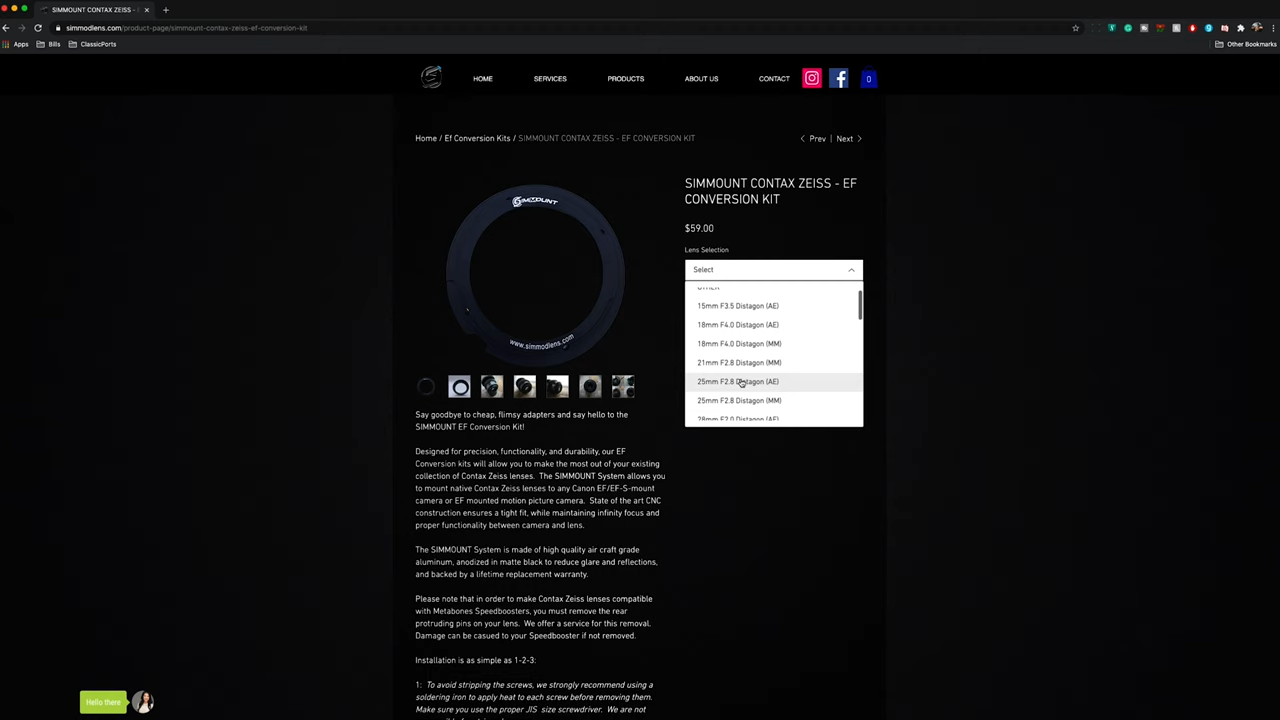 SIMMOUNT CONTAX ZEISS - 
simmodlens.com/product-page/simmount-contax-zeiss-ef-conversion-kit
Apps Bills ClassicPorts Other Bookmarks
HOME SERVICES PRODUCTS ABOUT US CONTACT 0
Home / Ef Conversion Kits / SIMMOUNT CONTAX ZEISS - EF CONVERSION KIT
Prev | Next
SIMMOUNT CONTAX ZEISS - EF
CONVERSION KIT
$59.00
Lens Selection
Select
OTHER
15mm F3.5 Distagon (AE)
18mm F4.0 Distagon (AE)
18mm F4.0 Distagon (MM)
21mm F2.8 Distagon (MM)
25mm F2.8 Distagon (AE)
25mm F2.8 Distagon (MM)
28mm F2.0 Distagon (AE)
SIMMOUNT
www.simmodlens.com
Say goodbye to cheap, flimsy adapters and say hello to the
SIMMOUNT EF Conversion Kit!
Designed for precision, functionality, and durability, our EF
Conversion kits will allow you to make the most out of your existing
collection of Contax Zeiss lenses. The SIMMOUNT System allows you
to mount native Contax Zeiss lenses to any Canon EF/EF-S-mount
camera or EF mounted motion picture camera. State of the art CNC
construction ensures a tight fit, while maintaining infinity focus and
proper functionality between camera and lens.
The SIMMOUNT System is made of high quality air craft grade
aluminum, anodized in matte black to reduce glare and reflections,
and backed by a lifetime replacement warranty.
Please note that in order to make Contax Zeiss lenses compatible
with Metabones Speedboosters, you must remove the rear
protruding pins on your lens. We offer a service for this removal.
Damage can be casued to your Speedbooster if not removed.
Installation is as simple as 1-2-3:
1: To avoid stripping the screws, we strongly recommend using a
soldering iron to apply heat to each screw before removing them.
Make sure you use the proper JIS size screwdriver. We are not
Hello there